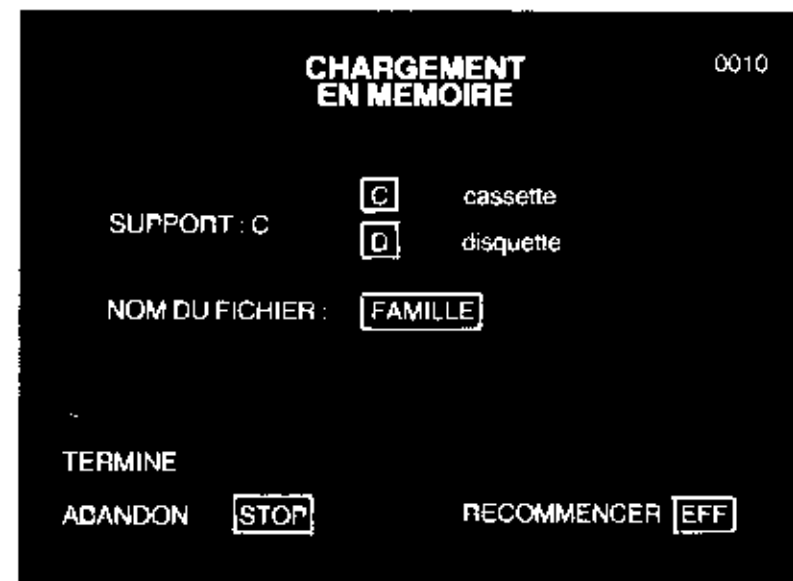 CHARGEMENT
EN MEMOIRE
0010
SUPPORT : C
C cassette
D disquette
NOM DU FICHIER : FAMILLE
TERMINE
ABANDON STOP
RECOMMENCER EFF